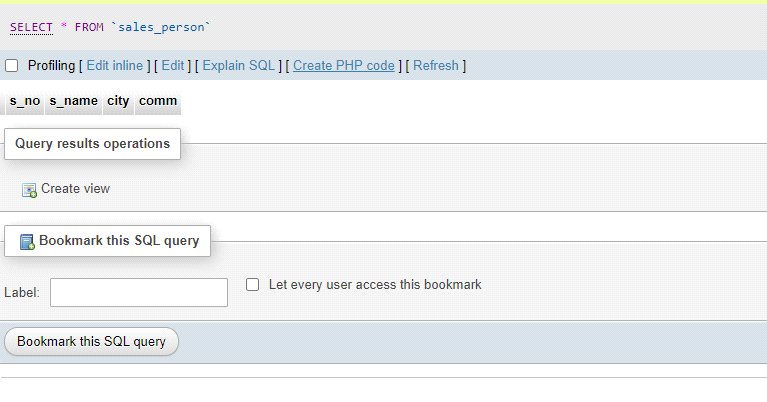 SELECT * FROM `sales_person`
Profiling [ Edit inline ] [ Edit ] [ Explain SQL ] [ Create PHP code ] [ Refresh ]
s_no s_name city comm
Query results operations
Create view
Bookmark this SQL query
Label: Let every user access this bookmark
Bookmark this SQL query